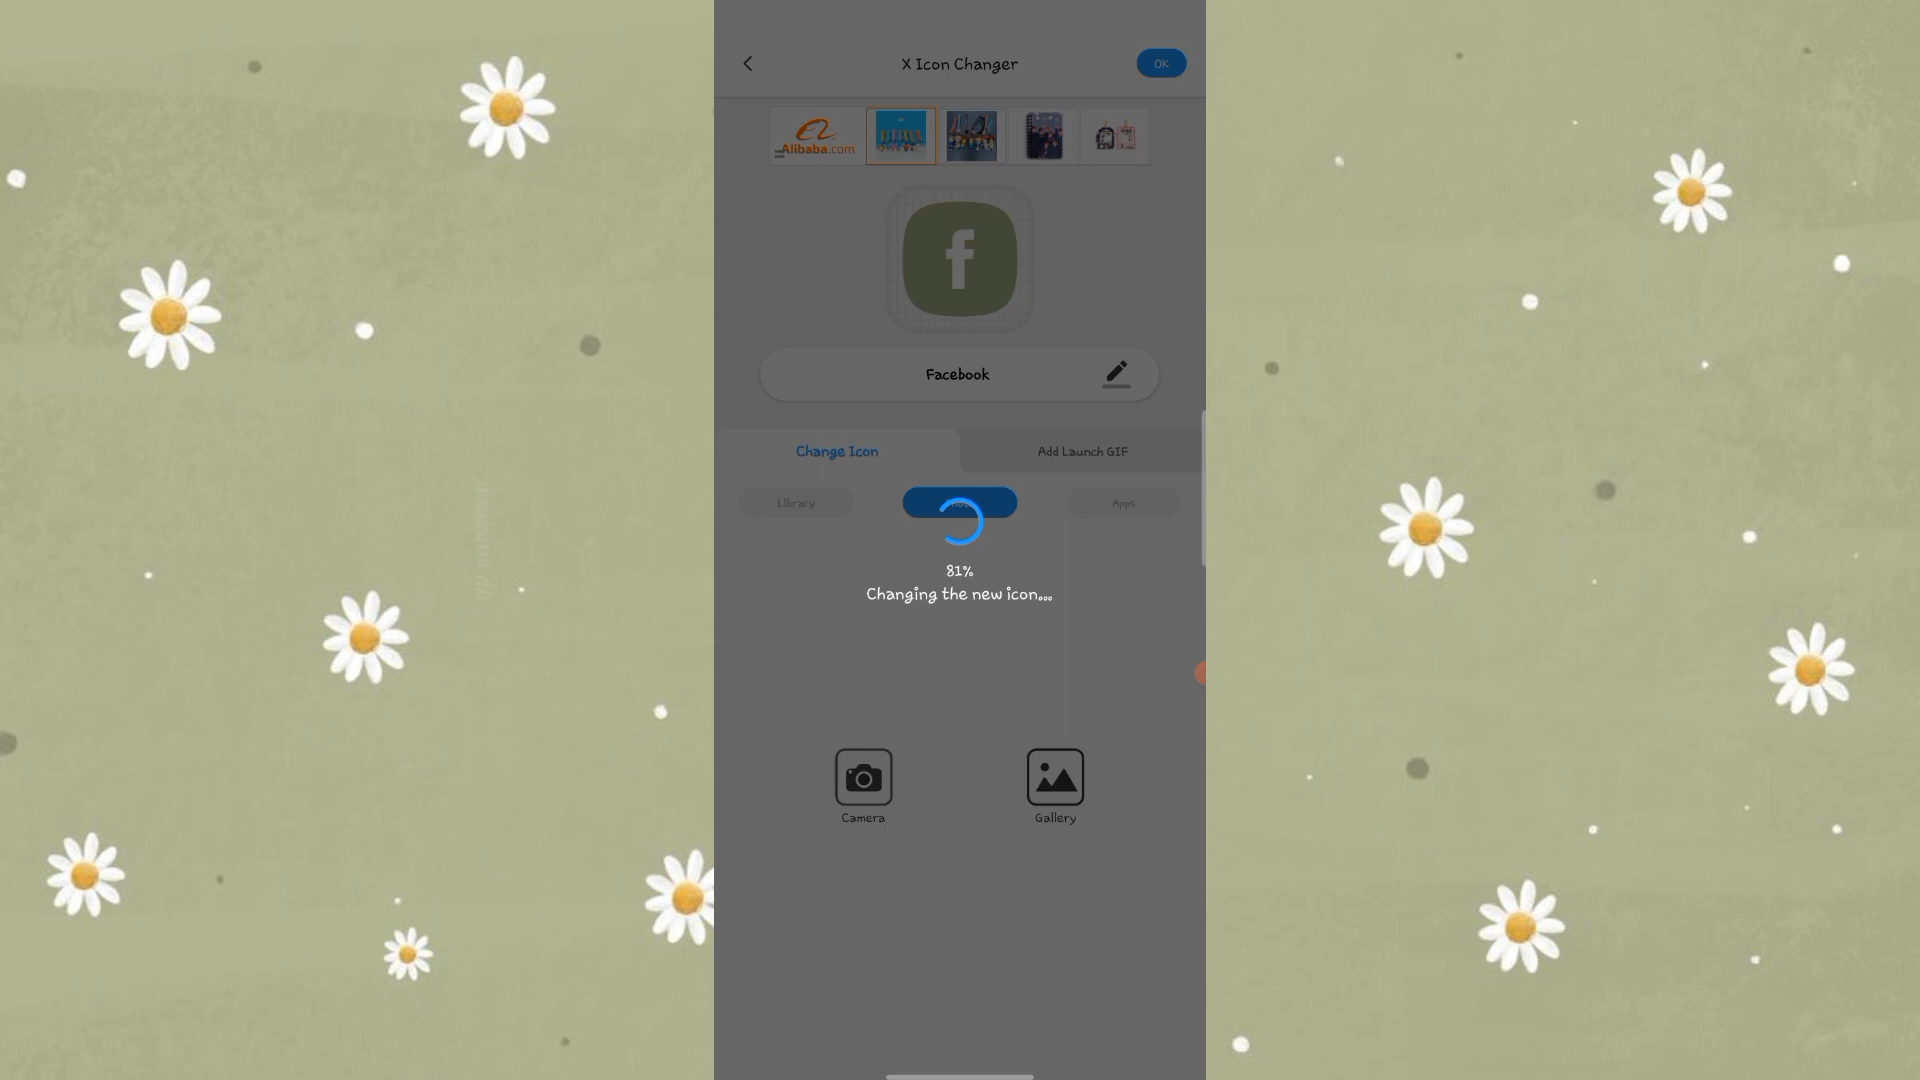 X Icon Changer
OK
Alibaba.com
f
Facebook
Change Icon
Add Launch GIF
Library
Apps
81%
Changing the new icon...
Camera
Gallery